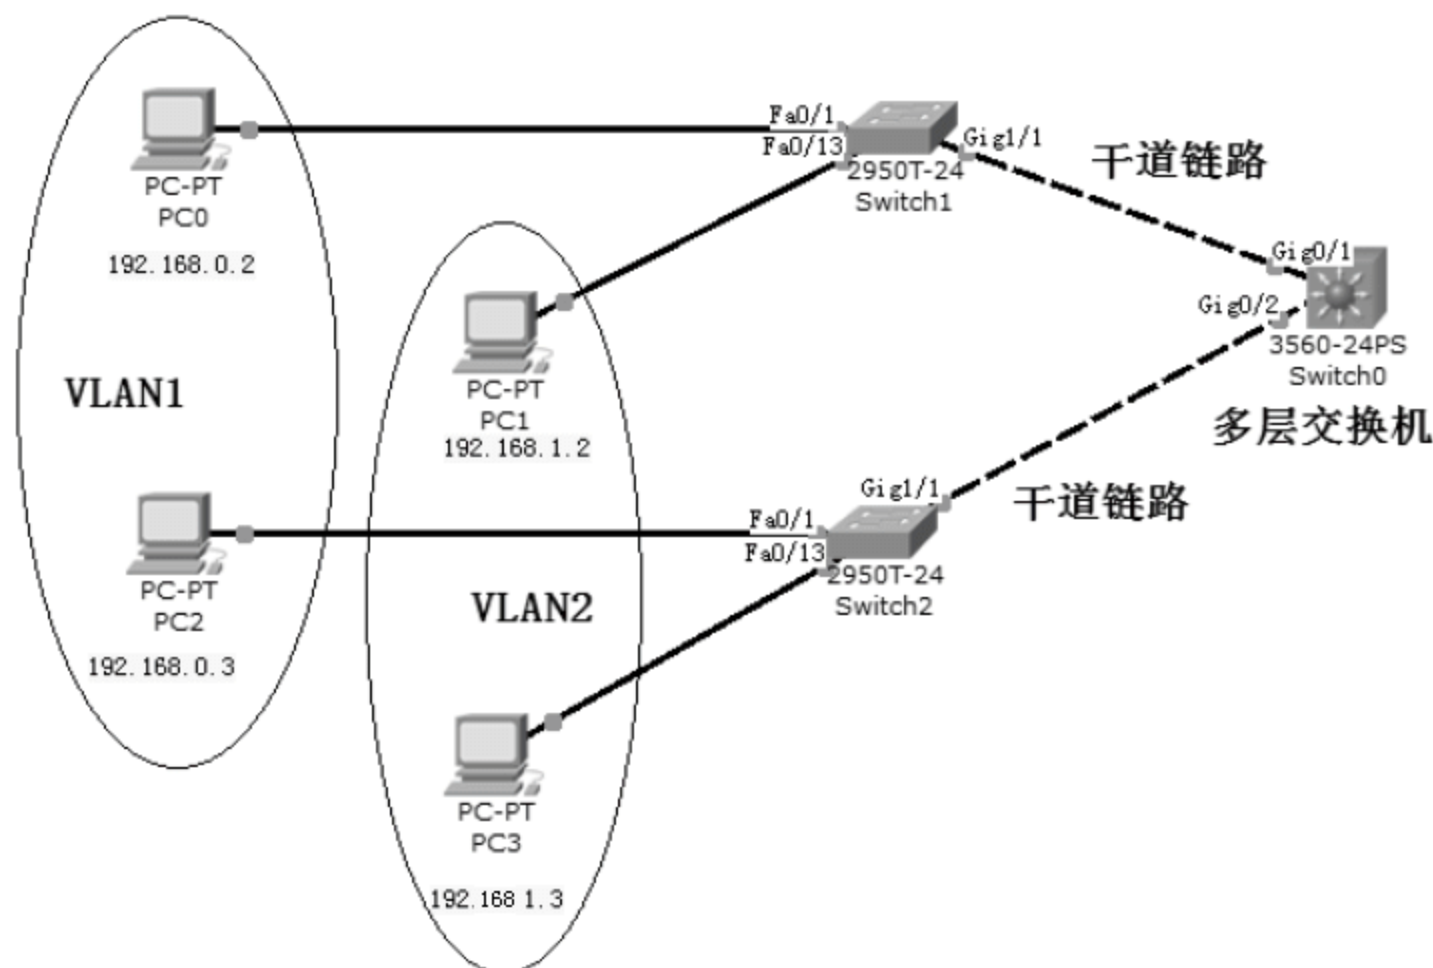 Fa0/1
Fa0/13
Gig1/1
干道链路
2950T-24
Switch1
PC-PT
PC0
192.168.0.2
Gig0/1
Gig0/2
3560-24PS
Switch0
多层交换机
VLAN1
PC-PT
PC1
192.168.1.2
Gig1/1
干道链路
Fa0/1
Fa0/13
2950T-24
Switch2
PC-PT
PC2
192.168.0.3
VLAN2
PC-PT
PC3
192.168 1.3